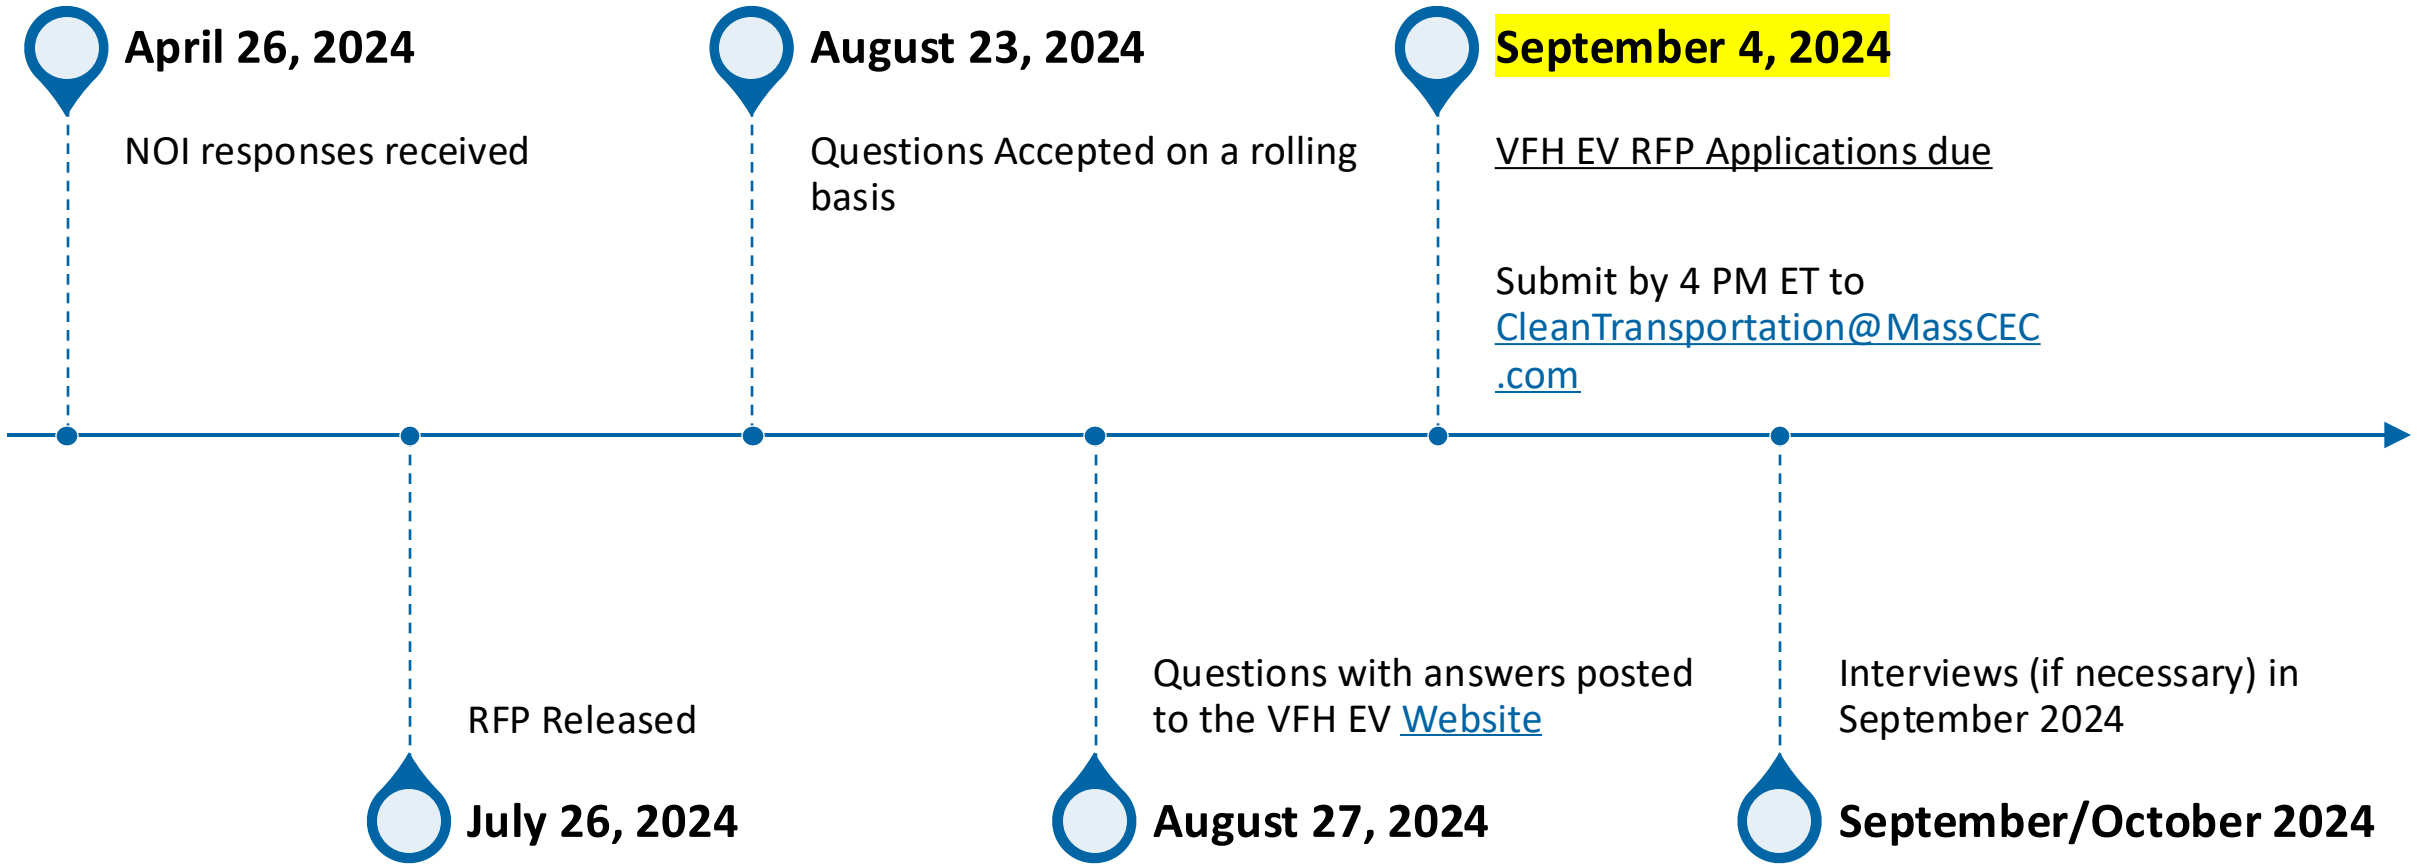 April 26, 2024
NOI responses received
RFP Released
July 26, 2024
August 23, 2024
Questions Accepted on a rolling
basis
Questions with answers posted
to the VFH EV Website
August 27, 2024
September 4, 2024
VFH EV RFP Applications due
Submit by 4 PM ET to
CleanTransportation@MassCEC
.com
Interviews (if necessary) in
September 2024
September/October 2024